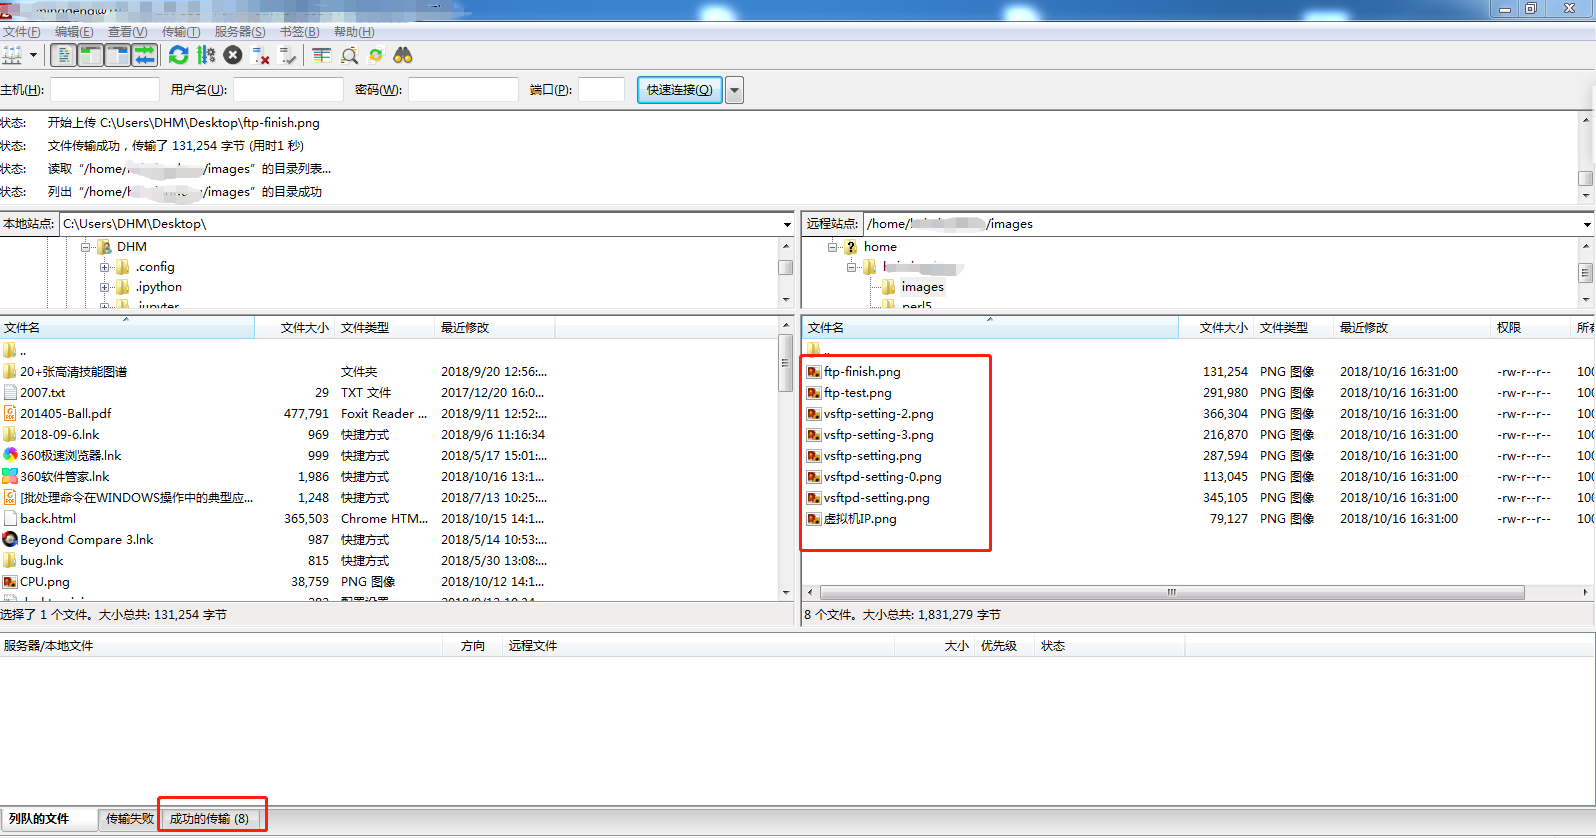 文件(F) 编辑(E) 查看(V) 传输(T) 服务器(S) 书签(B) 帮助(H)
主机(H): 用户名(U): 密码(W): 端口(P): 快速连接(Q)
状态: 开始上传 C:\Users\DHM\Desktop\ftp-finish.png
状态: 文件传输成功，传输了 131,254 字节 (用时1 秒)
状态: 读取 “/home/ /images” 的目录列表...
状态: 列出 “/home/ /images” 的目录成功
本地站点: C:\Users\DHM\Desktop\
DHM
.config
.ipython
.jupyter
远程站点: /home/ /images
home
images
perl5
文件名 文件大小 文件类型 最近修改
..
20+张高清技能图谱 文件夹 2018/9/20 12:56:...
2007.txt 29 TXT 文件 2017/12/20 16:0...
201405-Ball.pdf 477,791 Foxit Reader ... 2018/9/11 12:52:...
2018-09-6.lnk 969 快捷方式 2018/9/6 11:16:34
360极速浏览器.lnk 999 快捷方式 2018/5/17 15:01:...
360软件管家.lnk 1,986 快捷方式 2018/10/16 13:1...
[批处理命令在WINDOWS操作中的典型应... 1,248 快捷方式 2018/7/13 10:25:...
back.html 365,503 Chrome HTM... 2018/10/15 14:1...
Beyond Compare 3.lnk 987 快捷方式 2018/5/14 10:53:...
bug.lnk 815 快捷方式 2018/5/30 13:08:...
CPU.png 38,759 PNG 图像 2018/10/12 14:1...
选择了 1 个文件。大小总共: 131,254 字节
文件名 文件大小 文件类型 最近修改 权限 所有
..
ftp-finish.png 131,254 PNG 图像 2018/10/16 16:31:00 -rw-r--r-- 100
ftp-test.png 291,980 PNG 图像 2018/10/16 16:31:00 -rw-r--r-- 100
vsftp-setting-2.png 366,304 PNG 图像 2018/10/16 16:31:00 -rw-r--r-- 100
vsftp-setting-3.png 216,870 PNG 图像 2018/10/16 16:31:00 -rw-r--r-- 100
vsftp-setting.png 287,594 PNG 图像 2018/10/16 16:31:00 -rw-r--r-- 100
vsftpd-setting-0.png 113,045 PNG 图像 2018/10/16 16:31:00 -rw-r--r-- 100
vsftpd-setting.png 345,105 PNG 图像 2018/10/16 16:31:00 -rw-r--r-- 100
虚拟机IP.png 79,127 PNG 图像 2018/10/16 16:31:00 -rw-r--r-- 100
8 个文件。大小总共: 1,831,279 字节
服务器/本地文件 方向 远程文件 大小 优先级 状态
列队的文件 传输失败 成功的传输 (8)